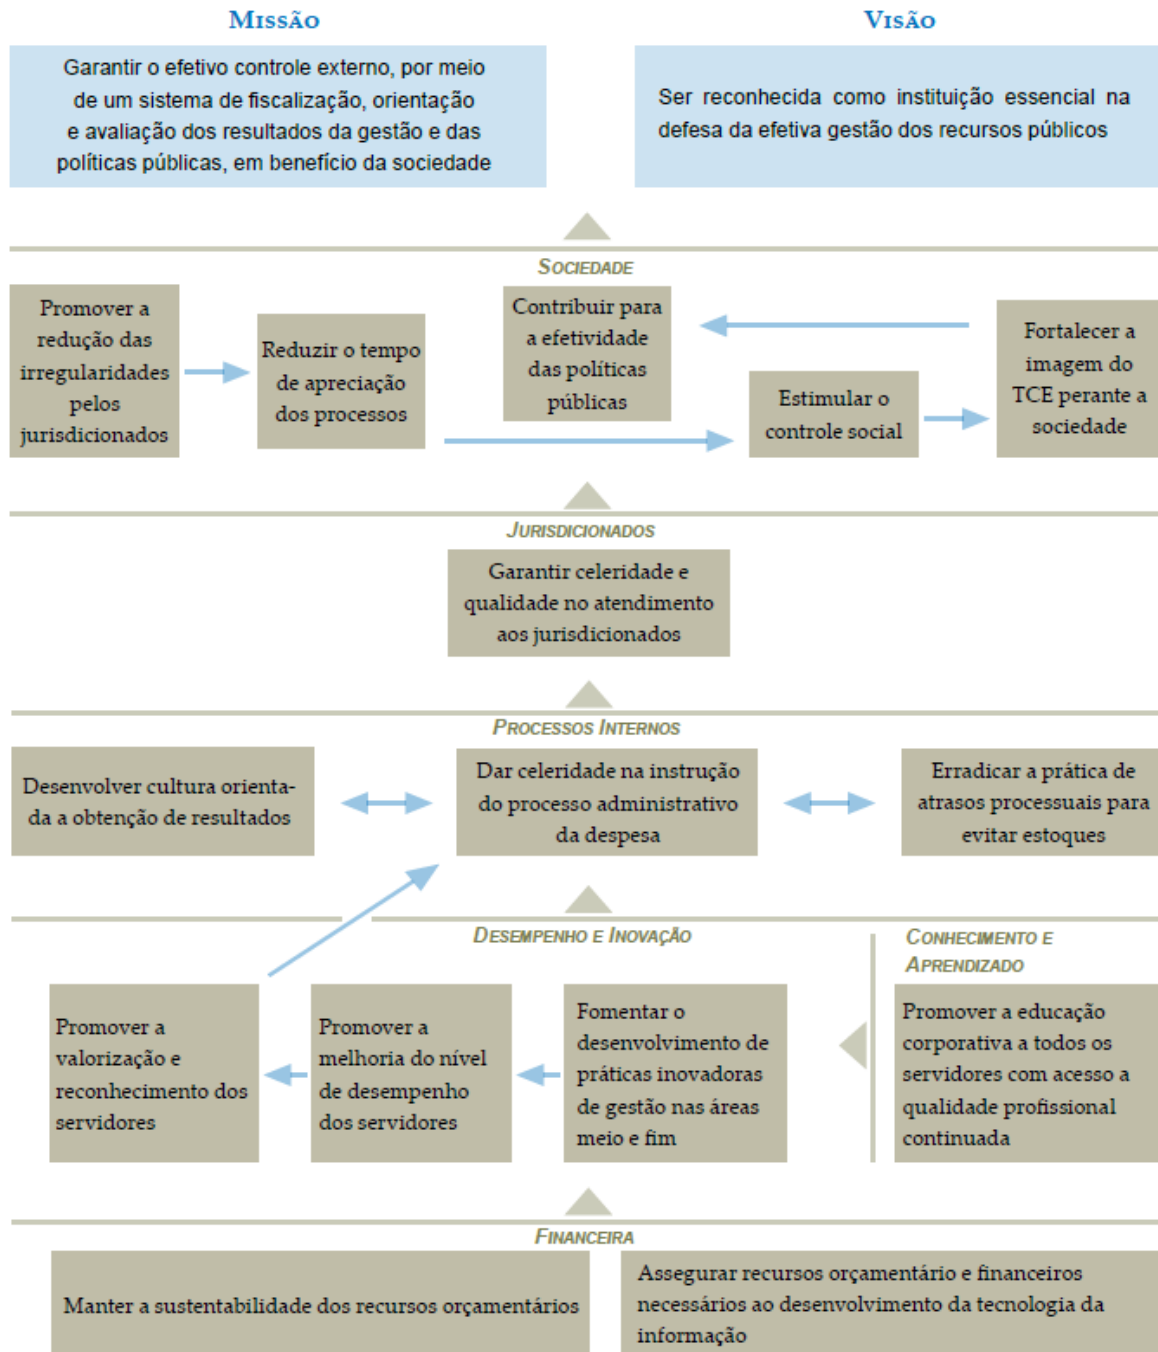 MISSÃO
VISÃO
Garantir o efetivo controle externo, por meio
de um sistema de fiscalização, orientação
e avaliação dos resultados da gestão e das
políticas públicas, em benefício da sociedade
Ser reconhecida como instituição essencial na
defesa da efetiva gestão dos recursos públicos
SOCIEDADE
Promover a
redução das
irregularidades
pelos
jurisdicionados
Reduzir o tempo
de apreciação
dos processos
Contribuir para
a efetividade
das políticas
públicas
Estimular o
controle social
Fortalecer a
imagem do
TCE perante a
sociedade
JURISDICIONADOS
Garantir celeridade e
qualidade no atendimento
aos jurisdicionados
PROCESSOS INTERNOS
Desenvolver cultura orienta-
da a obtenção de resultados
Dar celeridade na instrução
do processo administrativo
da despesa
Erradicar a prática de
atrasos processuais para
evitar estoques
DESEMPENHO E INOVAÇÃO
CONHECIMENTO E
APRENDIZADO
Promover a
valorização e
reconhecimento dos
servidores
Promover a
melhoria do nível
de desempenho
dos servidores
Fomentar o
desenvolvimento de
práticas inovadoras
de gestão nas áreas
meio e fim
Promover a educação
corporativa a todos os
servidores com acesso a
qualidade profissional
continuada
FINANCEIRA
Manter a sustentabilidade dos recursos orçamentários
Assegurar recursos orçamentário e financeiros
necessários ao desenvolvimento da tecnologia da
informação